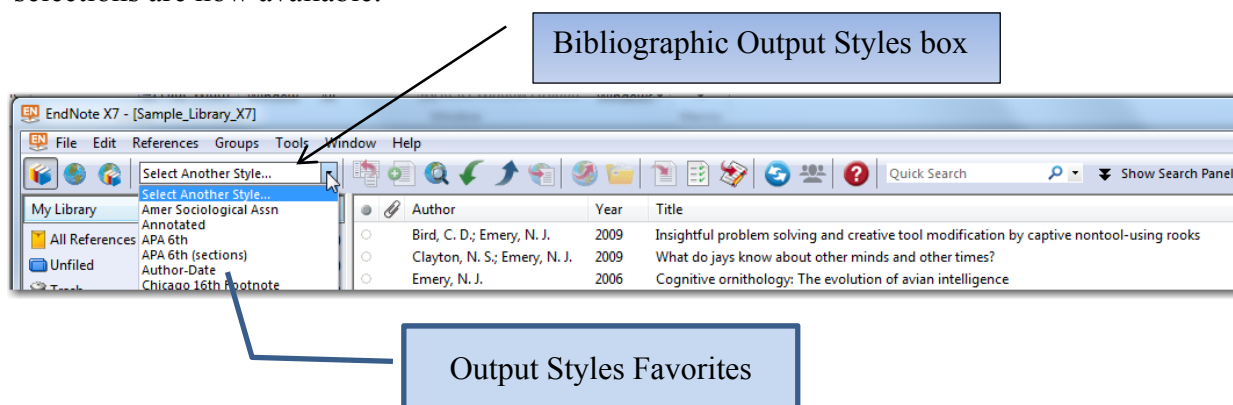 selections are now available.
Bibliographic Output Styles box
EndNote X7 - [Sample_Library_X7]
File Edit References Groups Tools Window Help
Select Another Style...
Quick Search
Show Search Panel
Select Another Style...
Amer Sociological Assn
Annotated
APA 6th
APA 6th (sections)
Author-Date
Chicago 16th Footnote
My Library
All References
Unfiled
Trash
Author Year Title
Bird, C. D.; Emery, N. J. 2009 Insightful problem solving and creative tool modification by captive nontool-using rooks
Clayton, N. S.; Emery, N. J. 2009 What do jays know about other minds and other times?
Emery, N. J. 2006 Cognitive ornithology: The evolution of avian intelligence
Output Styles Favorites